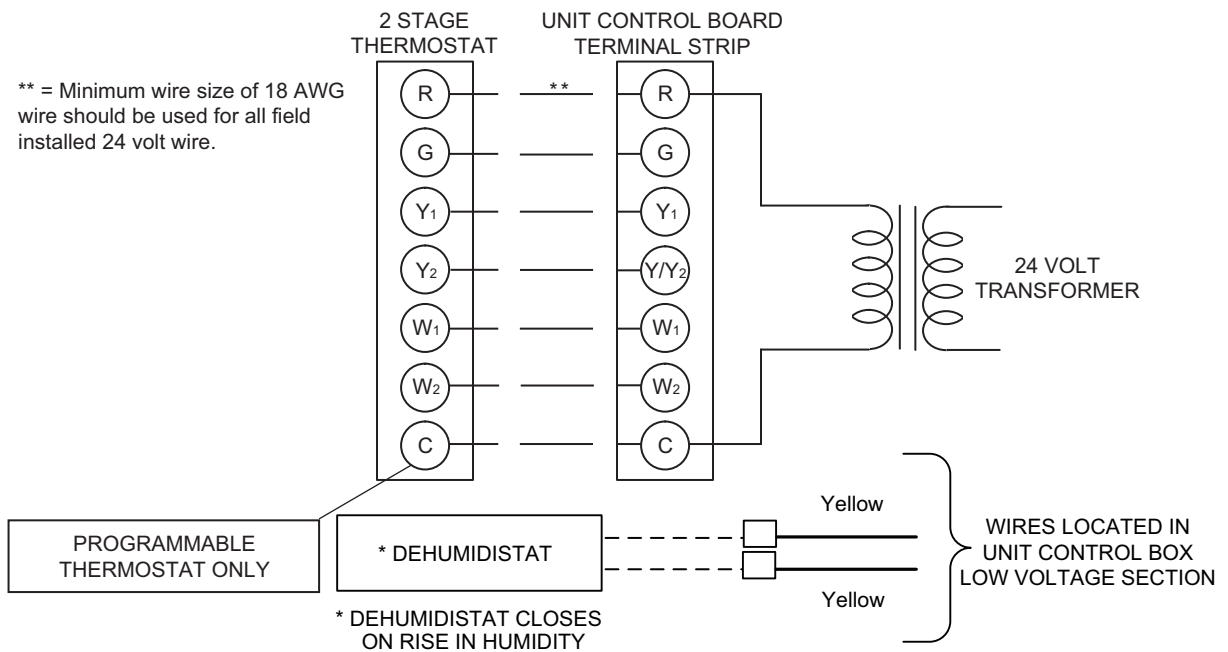 2 STAGE
THERMOSTAT
UNIT CONTROL BOARD
TERMINAL STRIP
** = Minimum wire size of 18 AWG
wire should be used for all field
installed 24 volt wire.
R
**
R
G
G
Y1
Y1
Y2
Y/Y2
24 VOLT
TRANSFORMER
W1
W1
W2
W2
C
C
PROGRAMMABLE
THERMOSTAT ONLY
* DEHUMIDISTAT
Yellow
Yellow
WIRES LOCATED IN
UNIT CONTROL BOX
LOW VOLTAGE SECTION
* DEHUMIDISTAT CLOSES
ON RISE IN HUMIDITY